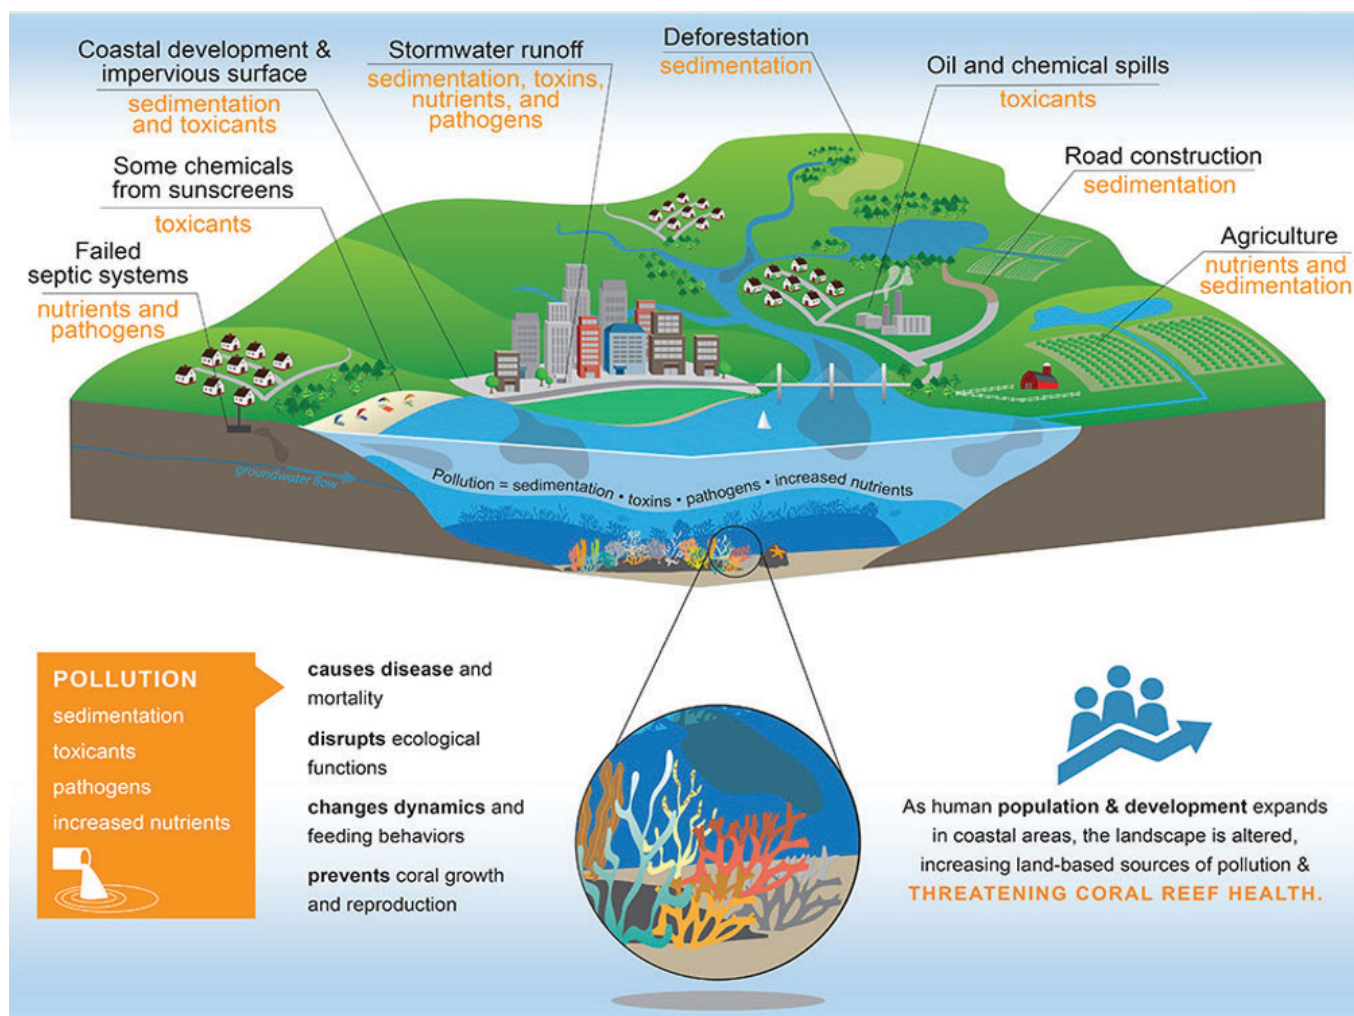 Coastal development &
impervious surface
sedimentation
and toxicants
Stormwater runoff
sedimentation, toxins,
nutrients, and
pathogens
Deforestation
sedimentation
Oil and chemical spills
toxicants
Some chemicals
from sunscreens
toxicants
Road construction
sedimentation
Failed
septic systems
nutrients and
pathogens
Agriculture
nutrients and
sedimentation
groundwater flow
Pollution = sedimentation • toxins • pathogens • increased nutrients
POLLUTION
sedimentation
toxicants
pathogens
increased nutrients
causes disease and
mortality
disrupts ecological
functions
changes dynamics and
feeding behaviors
prevents coral growth
and reproduction
As human population & development expands
in coastal areas, the landscape is altered,
increasing land-based sources of pollution &
THREATENING CORAL REEF HEALTH.